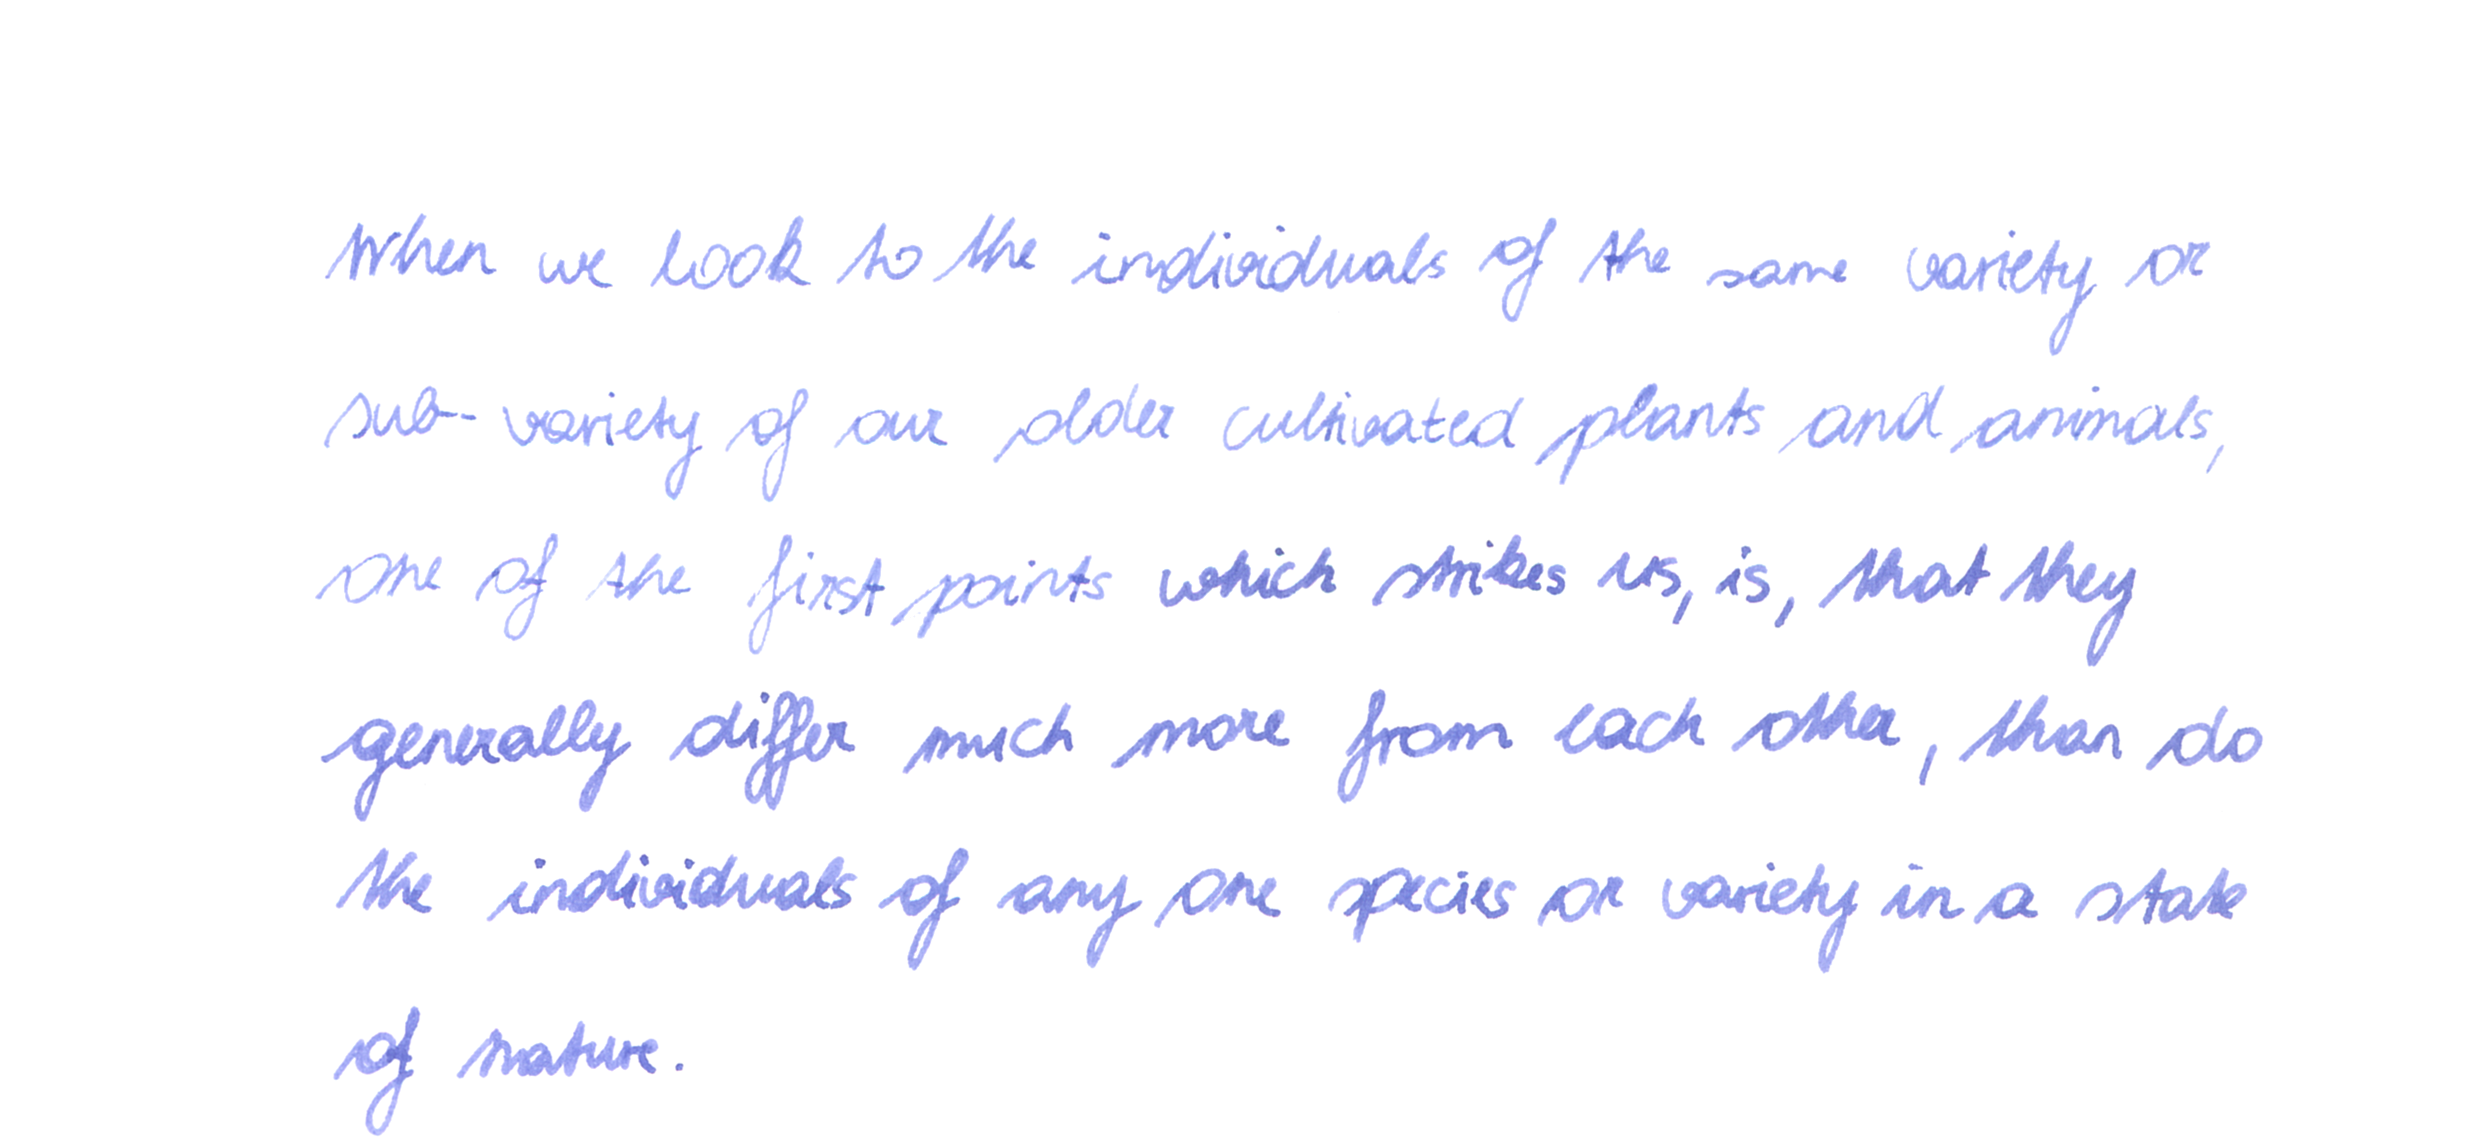 When we look to the individuals of the same variety or
sub-variety of our older cultivated plants and animals,
one of the first points which strikes us, is, that they
generally differ much more from each other, than do
the individuals of any one species or variety in a state
of nature.